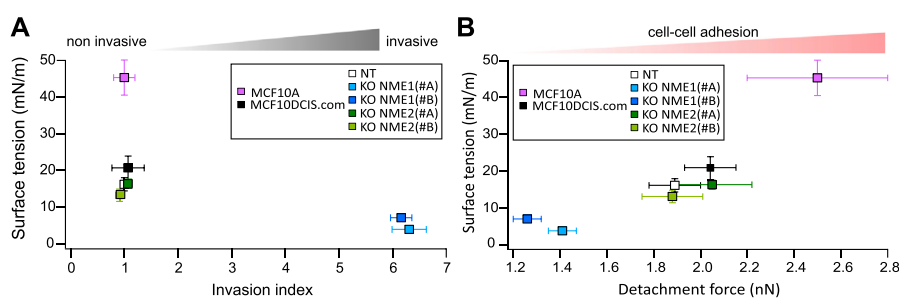 A
non invasive
invasive
Surface tension (mN/m)
50
40
30
20
10
0
MCF10A
MCF10DCIS.com
NT
KO NME1(#A)
KO NME1(#B)
KO NME2(#A)
KO NME2(#B)
0 1 2 3 4 5 6 7
Invasion index
B
cell-cell adhesion
Surface tension (mN/m)
50
40
30
20
10
0
MCF10A
MCF10DCIS.com
NT
KO NME1(#A)
KO NME1(#B)
KO NME2(#A)
KO NME2(#B)
1.2 1.4 1.6 1.8 2.0 2.2 2.4 2.6 2.8
Detachment force (nN)